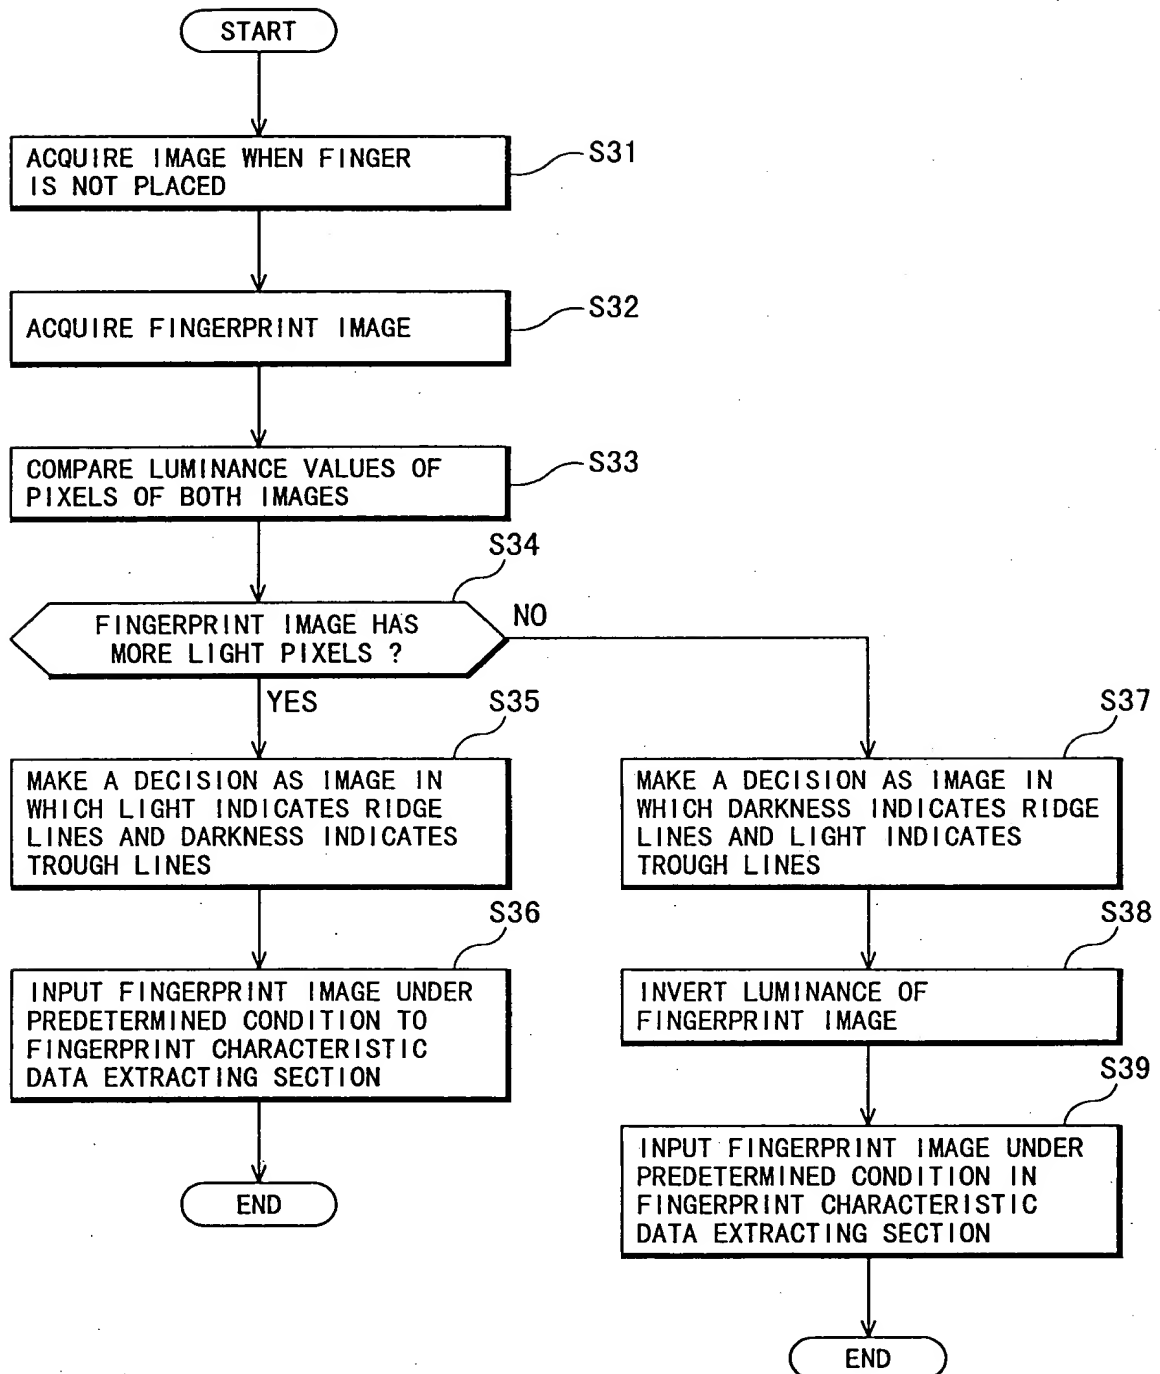 START
ACQUIRE IMAGE WHEN FINGER
IS NOT PLACED
S31
ACQUIRE FINGERPRINT IMAGE
S32
COMPARE LUMINANCE VALUES OF
PIXELS OF BOTH IMAGES
S33
S34
FINGERPRINT IMAGE HAS
MORE LIGHT PIXELS ?
NO
YES
S35
MAKE A DECISION AS IMAGE IN
WHICH LIGHT INDICATES RIDGE
LINES AND DARKNESS INDICATES
TROUGH LINES
S36
INPUT FINGERPRINT IMAGE UNDER
PREDETERMINED CONDITION TO
FINGERPRINT CHARACTERISTIC
DATA EXTRACTING SECTION
END
S37
MAKE A DECISION AS IMAGE IN
WHICH DARKNESS INDICATES RIDGE
LINES AND LIGHT INDICATES
TROUGH LINES
S38
INVERT LUMINANCE OF
FINGERPRINT IMAGE
S39
INPUT FINGERPRINT IMAGE UNDER
PREDETERMINED CONDITION IN
FINGERPRINT CHARACTERISTIC
DATA EXTRACTING SECTION
END